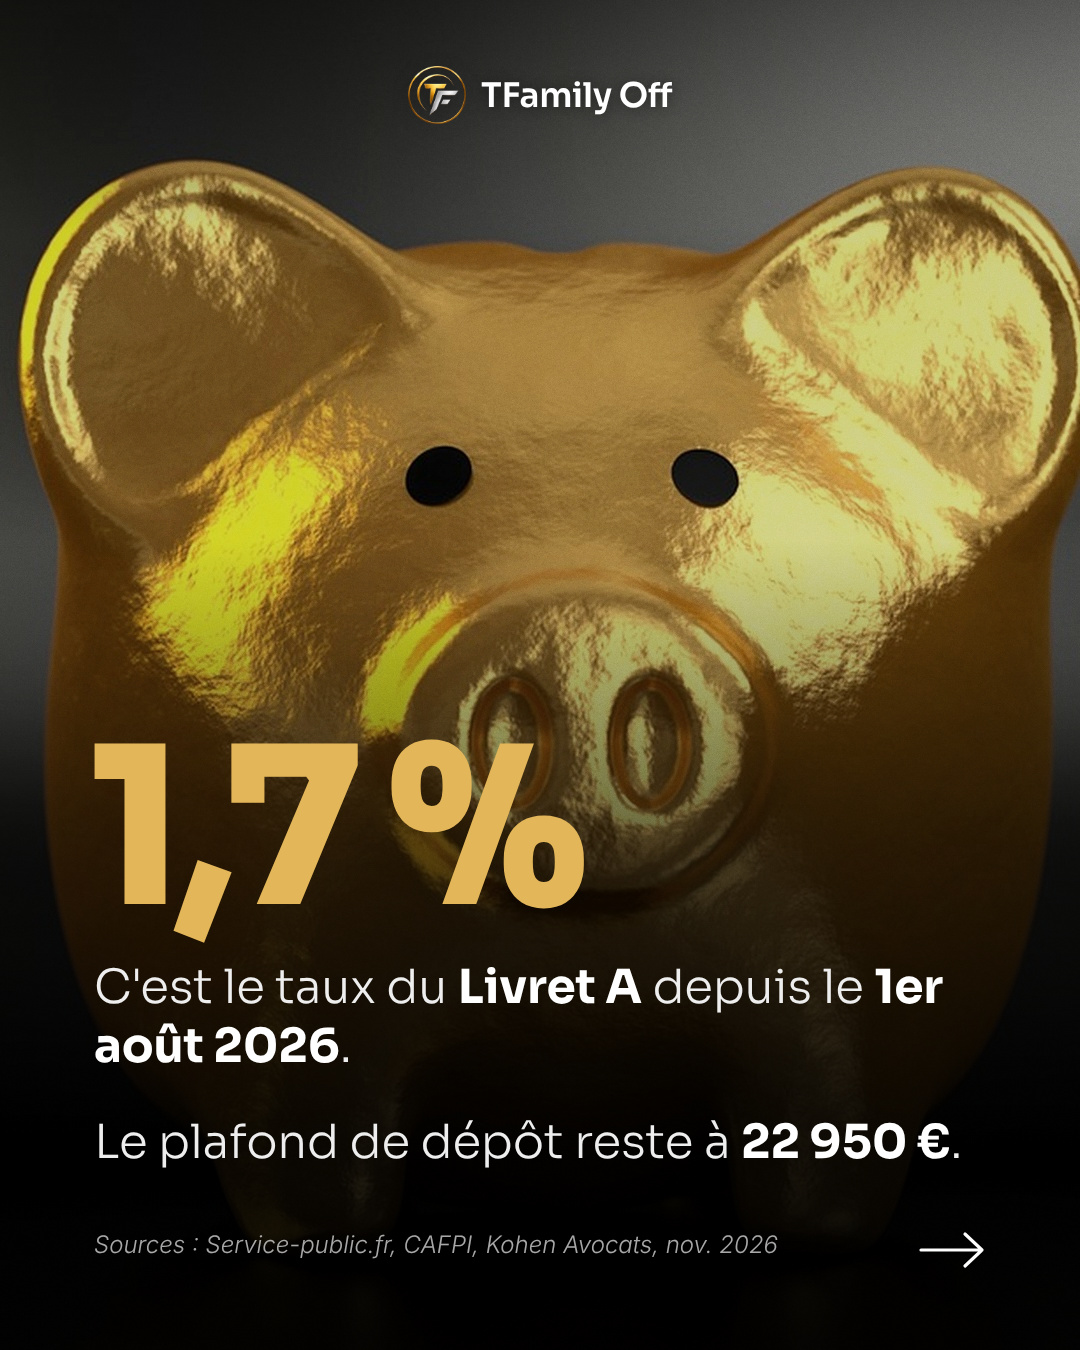 TF TFamily Off
1,7 %
C'est le taux du Livret A depuis le 1er
août 2026.
Le plafond de dépôt reste à 22 950 €.
Sources : Service-public.fr, CAFPI, Kohen Avocats, nov. 2026